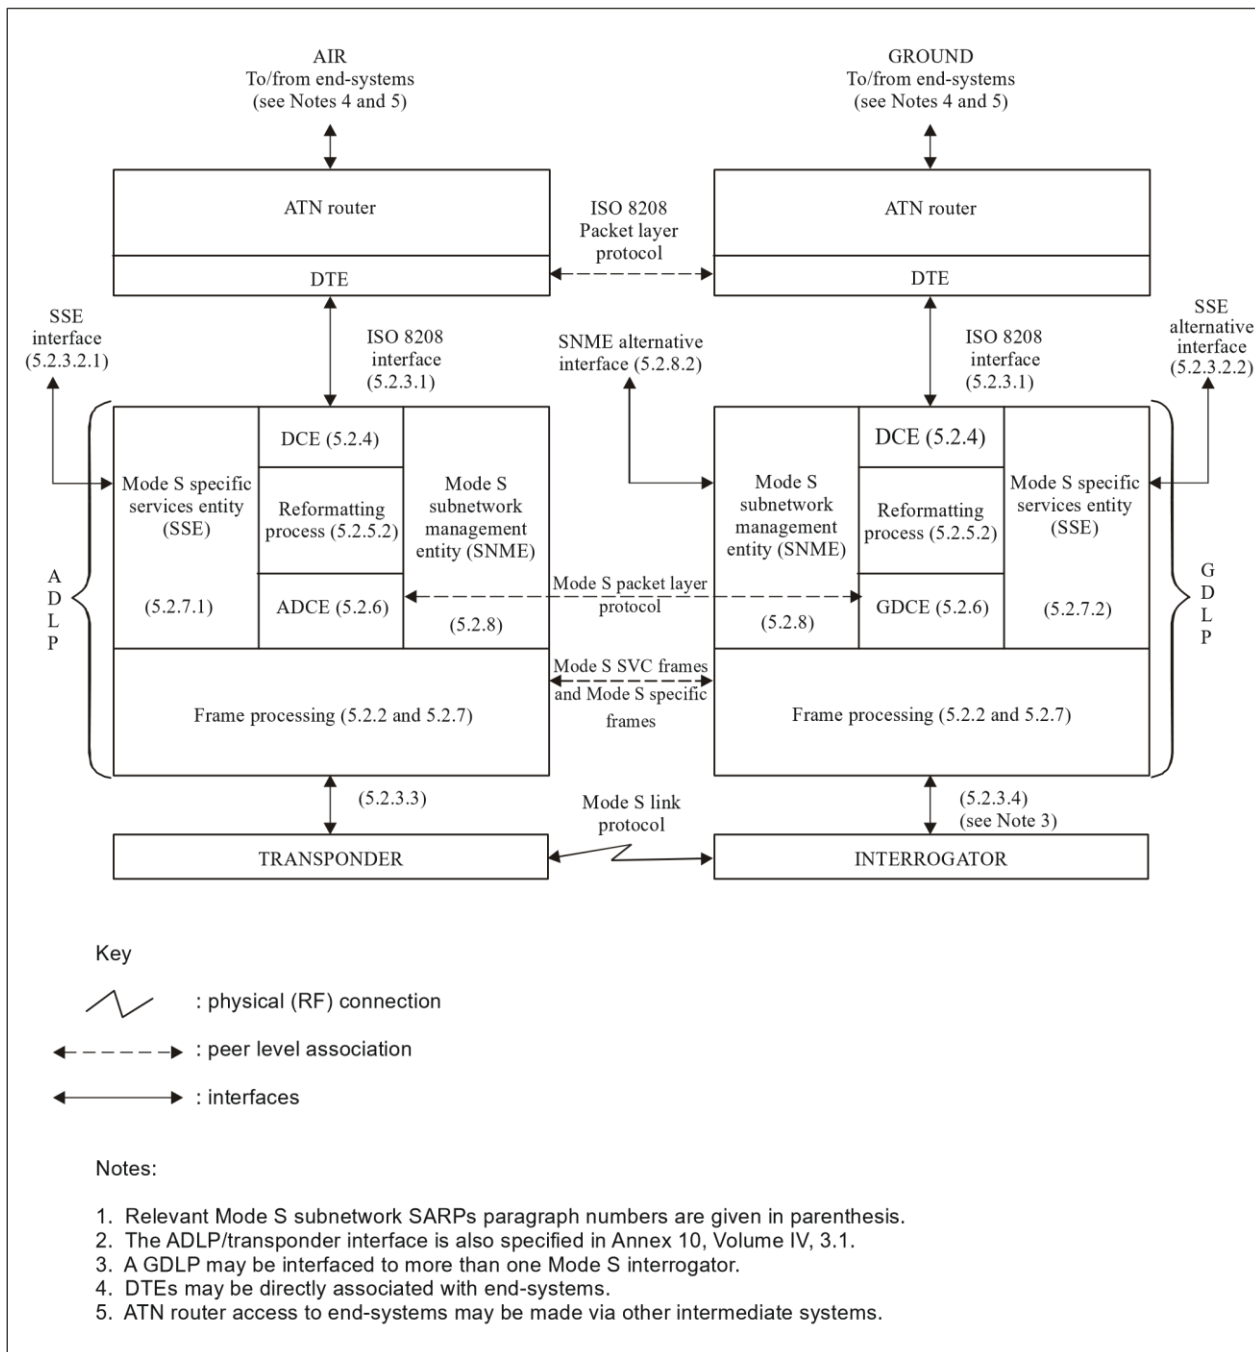 AIR
To/from end-systems
(see Notes 4 and 5)
GROUND
To/from end-systems
(see Notes 4 and 5)
ATN router
DTE
ISO 8208
Packet layer
protocol
ATN router
DTE
SSE
interface
(5.2.3.2.1)
ISO 8208
interface
(5.2.3.1)
SNME alternative
interface (5.2.8.2)
ISO 8208
interface
(5.2.3.1)
SSE
alternative
interface
(5.2.3.2.2)
A
D
L
P
Mode S specific
services entity
(SSE)
(5.2.7.1)
DCE (5.2.4)
Reformatting
process (5.2.5.2)
ADCE (5.2.6)
Mode S
subnetwork
management
entity (SNME)
(5.2.8)
Frame processing (5.2.2 and 5.2.7)
Mode S packet layer
protocol
Mode S SVC frames
and Mode S specific
frames
Mode S
subnetwork
management
entity (SNME)
(5.2.8)
DCE (5.2.4)
Reformatting
process (5.2.5.2)
GDCE (5.2.6)
Mode S specific
services entity
(SSE)
(5.2.7.2)
Frame processing (5.2.2 and 5.2.7)
G
D
L
P
(5.2.3.3)
Mode S link
protocol
(5.2.3.4)
(see Note 3)
TRANSPONDER
INTERROGATOR
Key
: physical (RF) connection
: peer level association
: interfaces
Notes:
1. Relevant Mode S subnetwork SARPs paragraph numbers are given in parenthesis.
2. The ADLP/transponder interface is also specified in Annex 10, Volume IV, 3.1.
3. A GDLP may be interfaced to more than one Mode S interrogator.
4. DTEs may be directly associated with end-systems.
5. ATN router access to end-systems may be made via other intermediate systems.